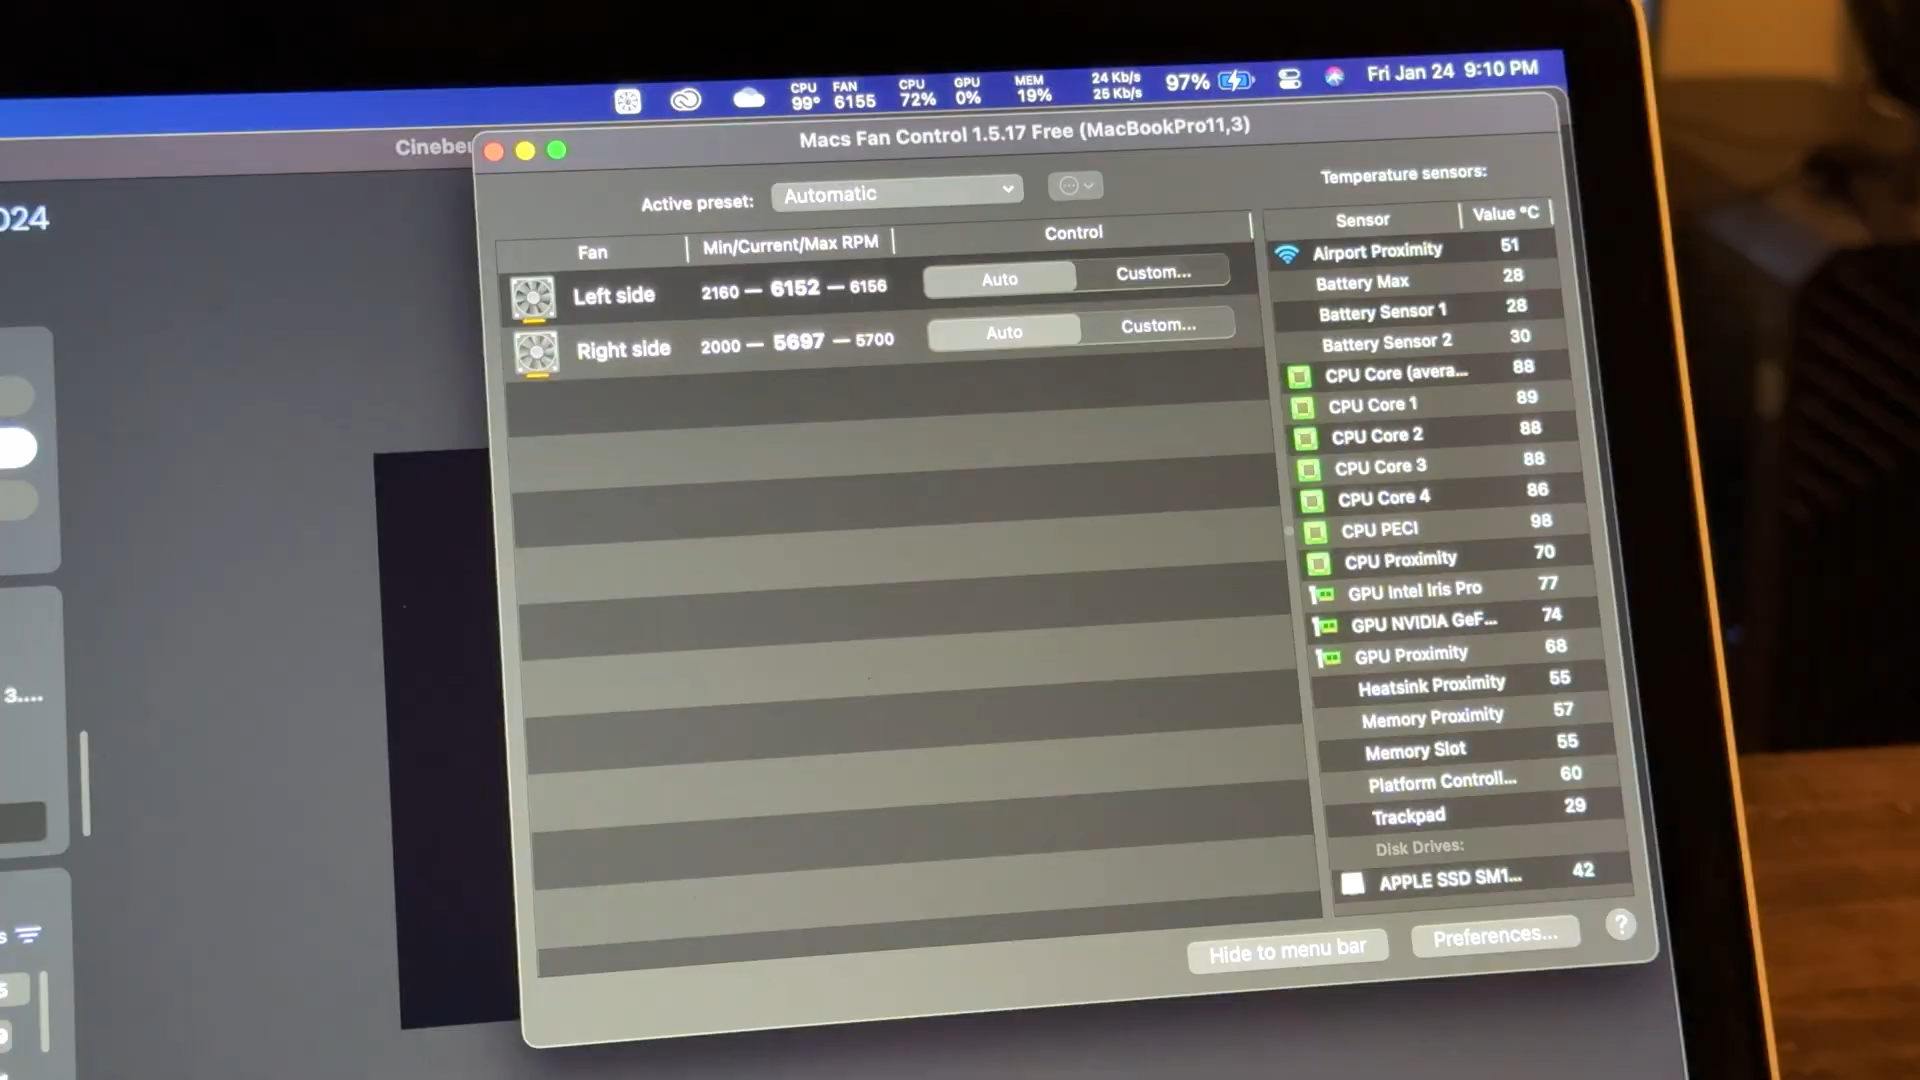 CPU FAN CPU GPU MEM 24 Kb/s
99° 6155 72% 0% 19% 25 Kb/s 97% Fri Jan 24 9:10 PM
Macs Fan Control 1.5.17 Free (MacBookPro11,3)
024
Active preset: Automatic
Fan Min/Current/Max RPM Control
Left side 2160 — 6152 — 6156 Auto Custom...
Right side 2000 — 5697 — 5700 Auto Custom...
Temperature sensors:
Sensor Value °C
Airport Proximity 51
Battery Max 28
Battery Sensor 1 28
Battery Sensor 2 30
CPU Core (avera... 88
CPU Core 1 89
CPU Core 2 88
CPU Core 3 88
CPU Core 4 86
CPU PECI 98
CPU Proximity 70
GPU Intel Iris Pro 77
GPU NVIDIA GeF... 74
GPU Proximity 68
Heatsink Proximity 55
Memory Proximity 57
Memory Slot 55
Platform Controll... 60
Trackpad 29
Disk Drives:
APPLE SSD SM1... 42
3....
Hide to menu bar Preferences... ?